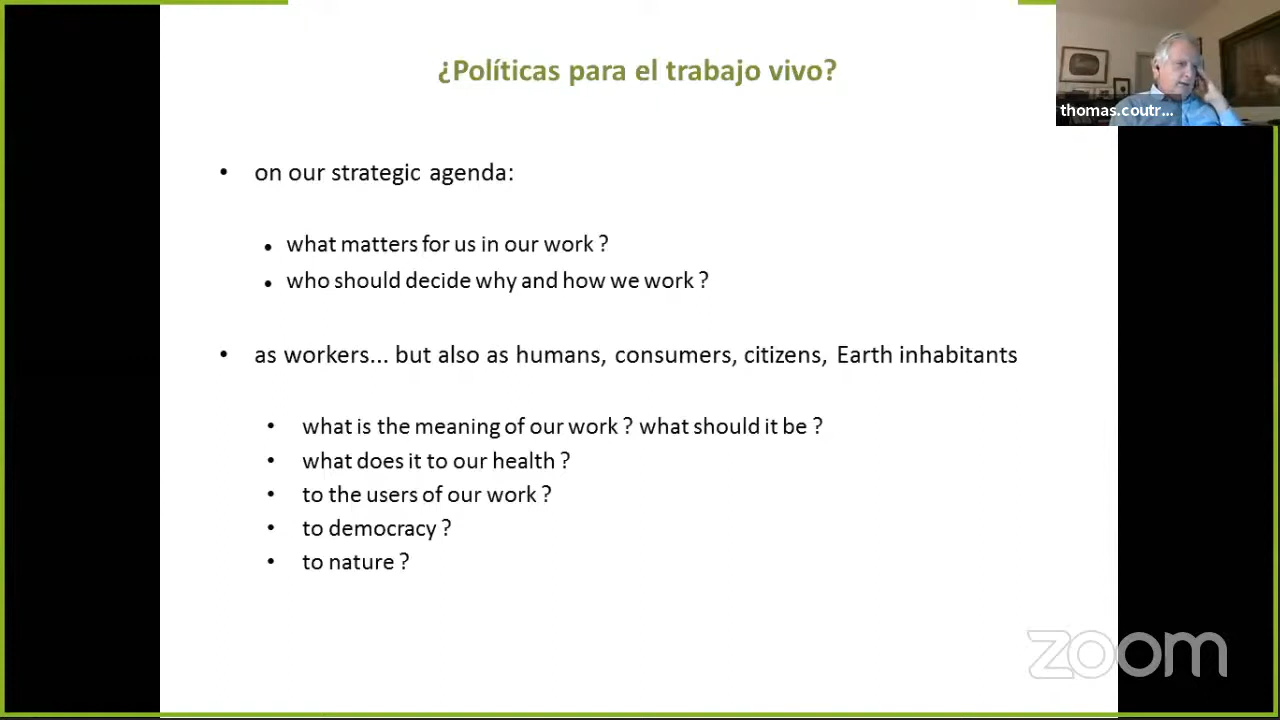 ¿Políticas para el trabajo vivo?
thomas.coutr...
• on our strategic agenda:
• what matters for us in our work ?
• who should decide why and how we work ?
• as workers... but also as humans, consumers, citizens, Earth inhabitants
• what is the meaning of our work ? what should it be ?
• what does it to our health ?
• to the users of our work ?
• to democracy ?
• to nature ?
zoom